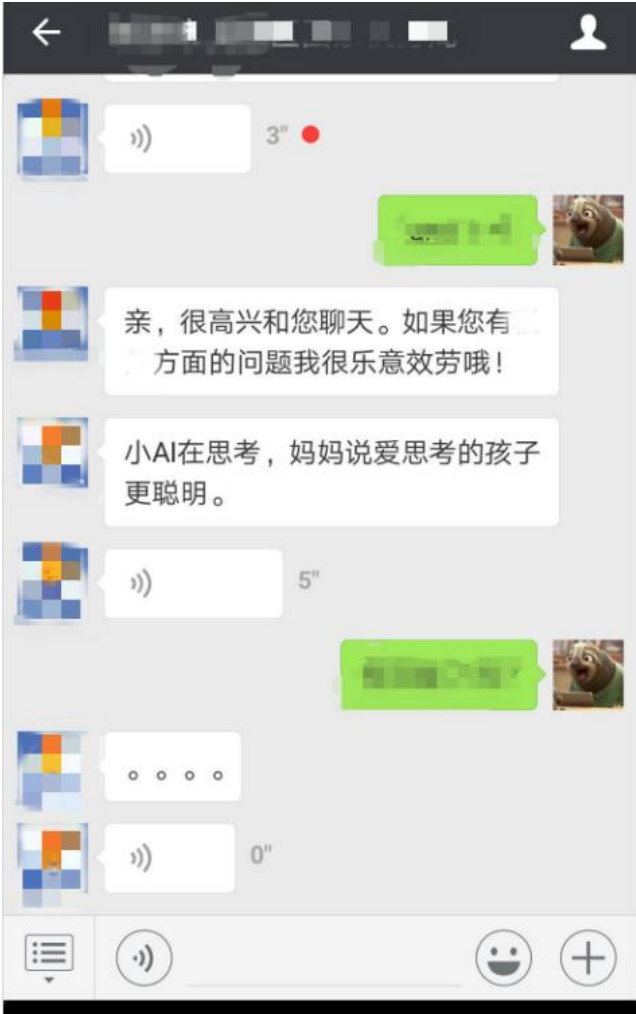 3"
亲，很高兴和您聊天。如果您有
方面的问题我很乐意效劳哦！
小AI在思考，妈妈说爱思考的孩子
更聪明。
5"
。。。。
0"